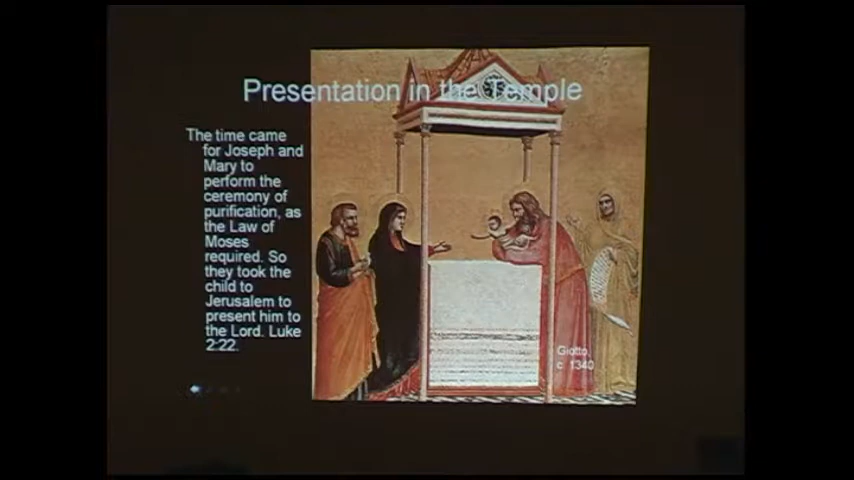 Presentation in the Temple
The time came
for Joseph and
Mary to
perform the
ceremony of
purification, as
the Law of
Moses
required. So
they took the
child to
Jerusalem to
present him to
the Lord. Luke
2:22.
Giotto,
c 1340